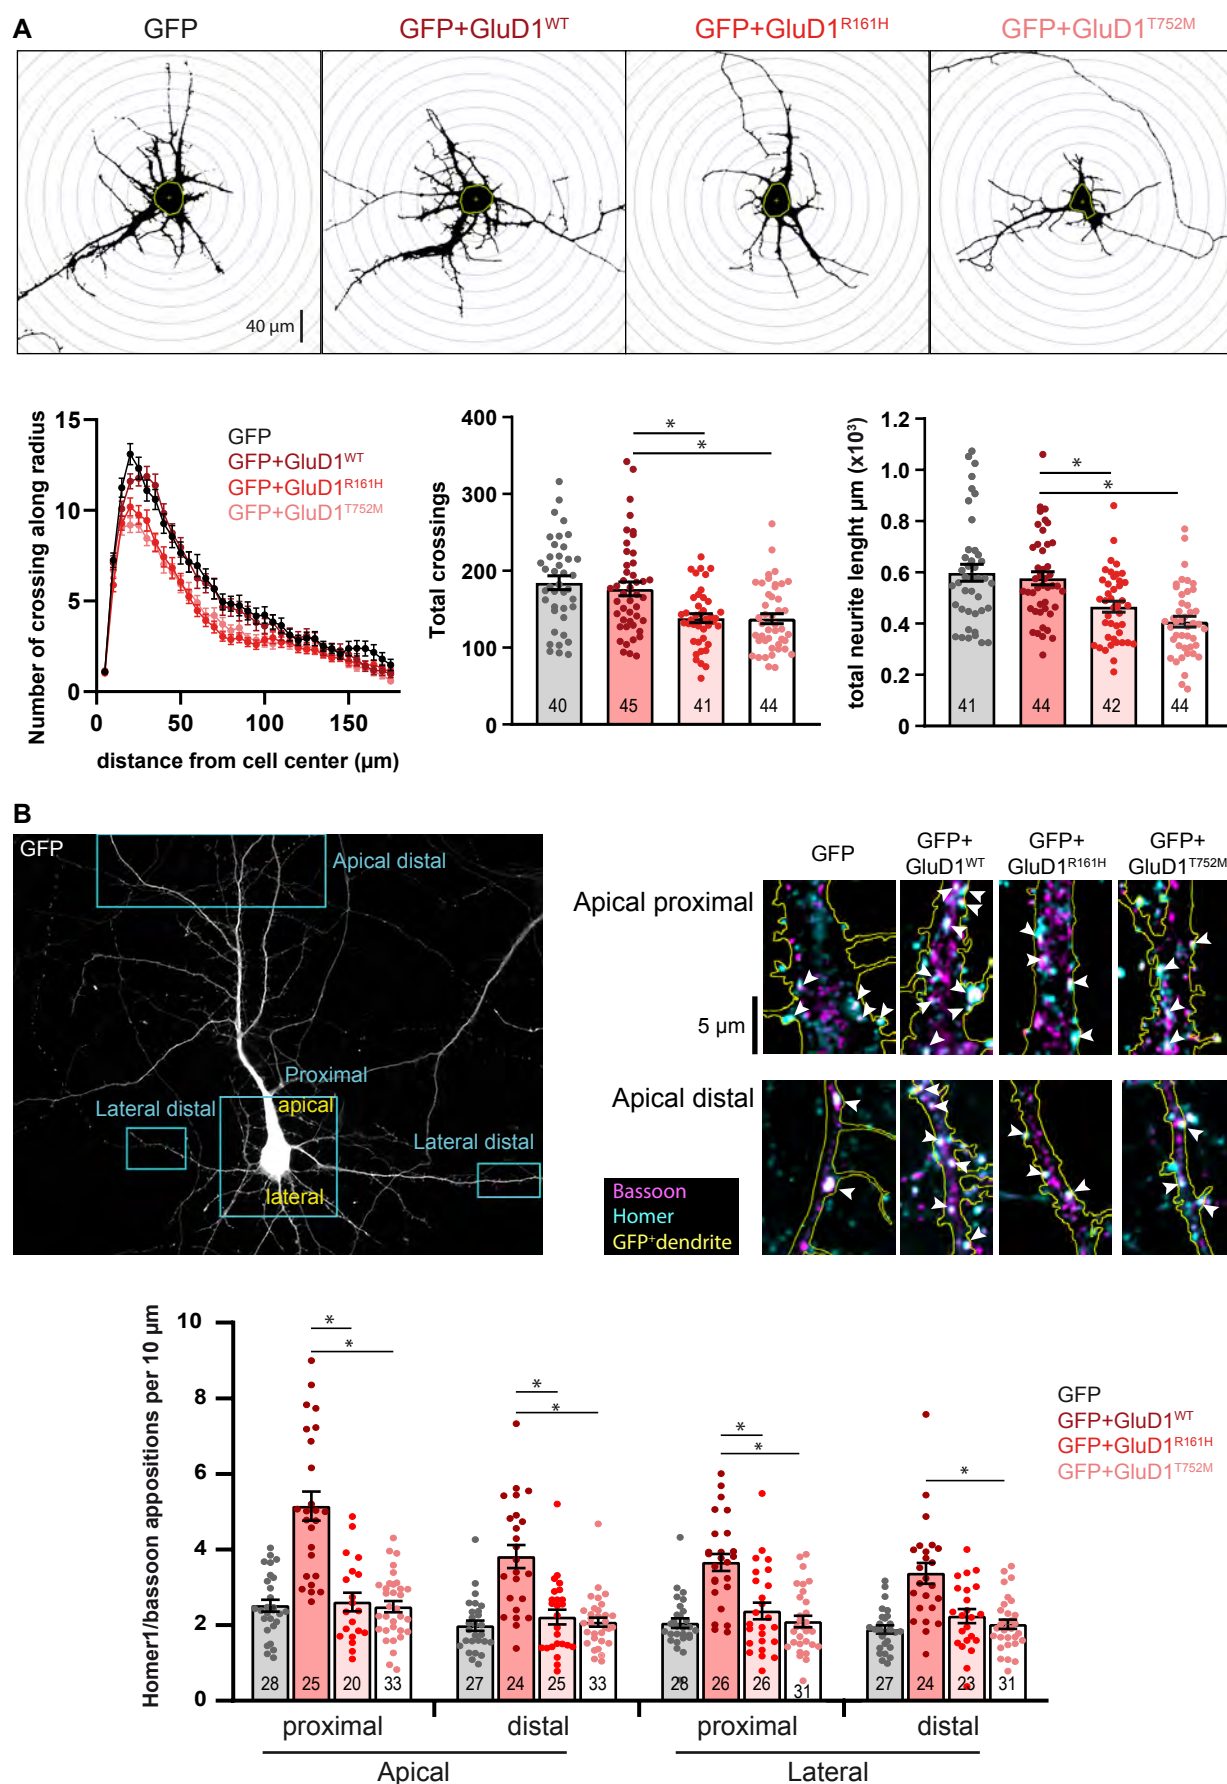 A
GFP
GFP+GluD1WT
GFP+GluD1R161H
GFP+GluD1T752M
40 µm
Number of crossing along radius
15
10
5
0
0
50
100
150
distance from cell center (µm)
GFP
GFP+GluD1WT
GFP+GluD1R161H
GFP+GluD1T752M
Total crossings
400
300
200
100
0
*
*
40
45
41
44
total neurite lenght µm (x10³)
1.2
1.0
0.8
0.6
0.4
0.2
0
*
*
41
44
42
44
B
GFP
Apical distal
Proximal
apical
Lateral distal
Lateral distal
lateral
GFP
GFP+
GluD1WT
GFP+
GluD1R161H
GFP+
GluD1T752M
Apical proximal
5 µm
Apical distal
Bassoon
Homer
GFP+dendrite
Homer1/bassoon appositions per 10 µm
10
8
6
4
2
0
*
*
*
*
*
*
*
28
25
20
33
27
24
25
33
28
26
26
31
27
24
23
31
proximal
distal
proximal
distal
Apical
Lateral
GFP
GFP+GluD1WT
GFP+GluD1R161H
GFP+GluD1T752M